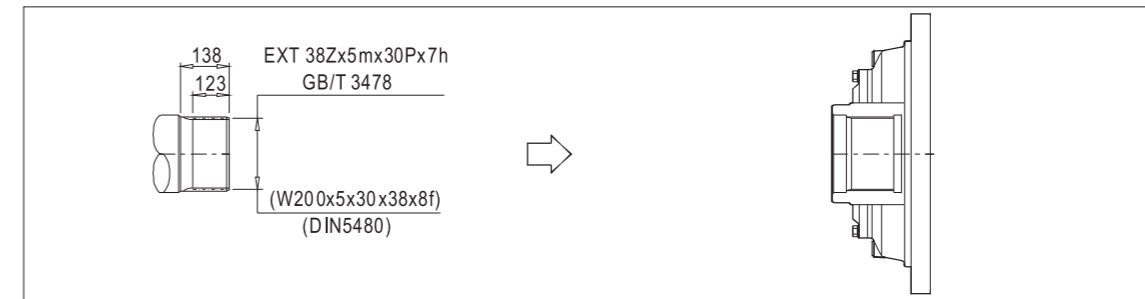 138
EXT 38Zx5mx30Px7h
GB/T 3478
123
(W200x5x30x38x8f)
(DIN5480)